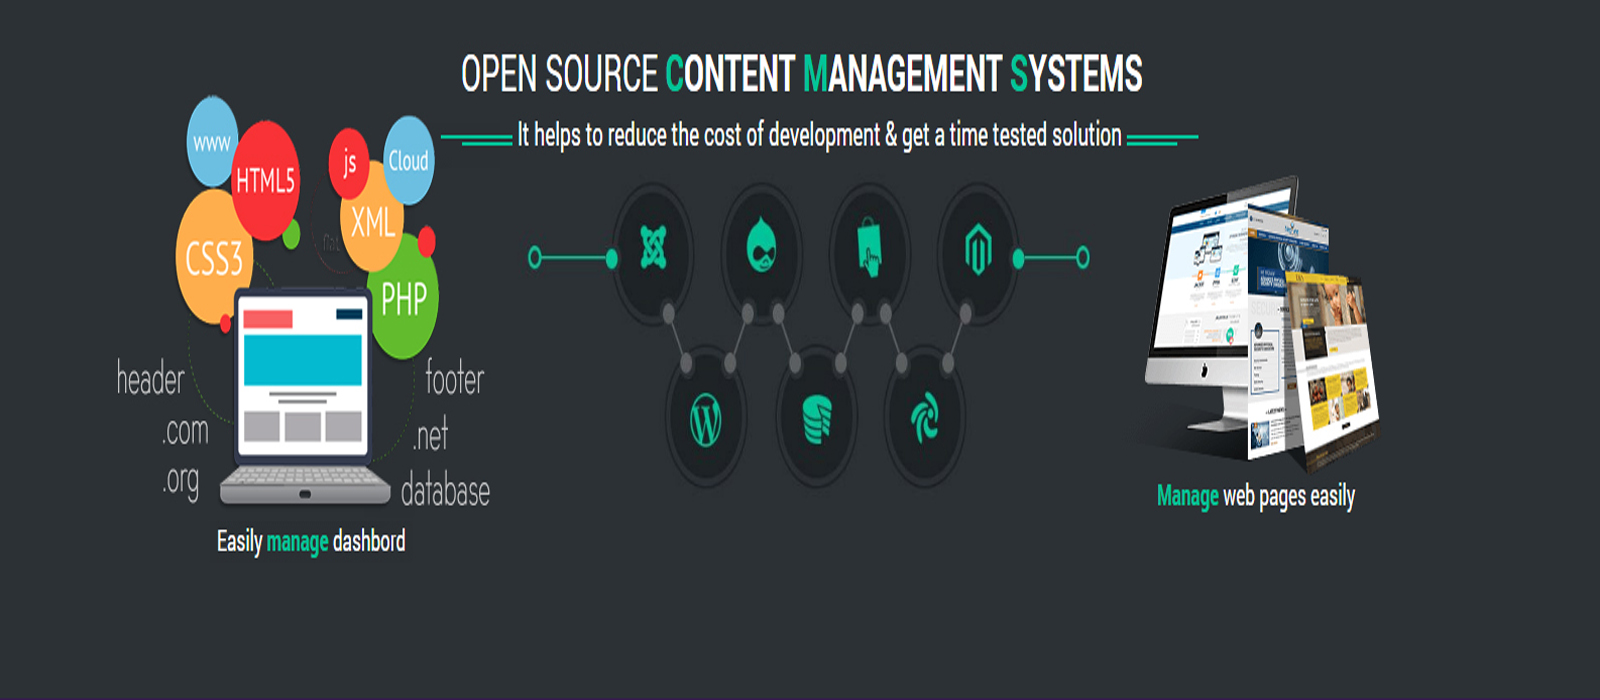 OPEN SOURCE CONTENT MANAGEMENT SYSTEMS
It helps to reduce the cost of development & get a time tested solution
www
HTML5
js
Cloud
CSS3
XML
PHP
header
.com
.org
footer
.net
database
Easily manage dashbord
Manage web pages easily